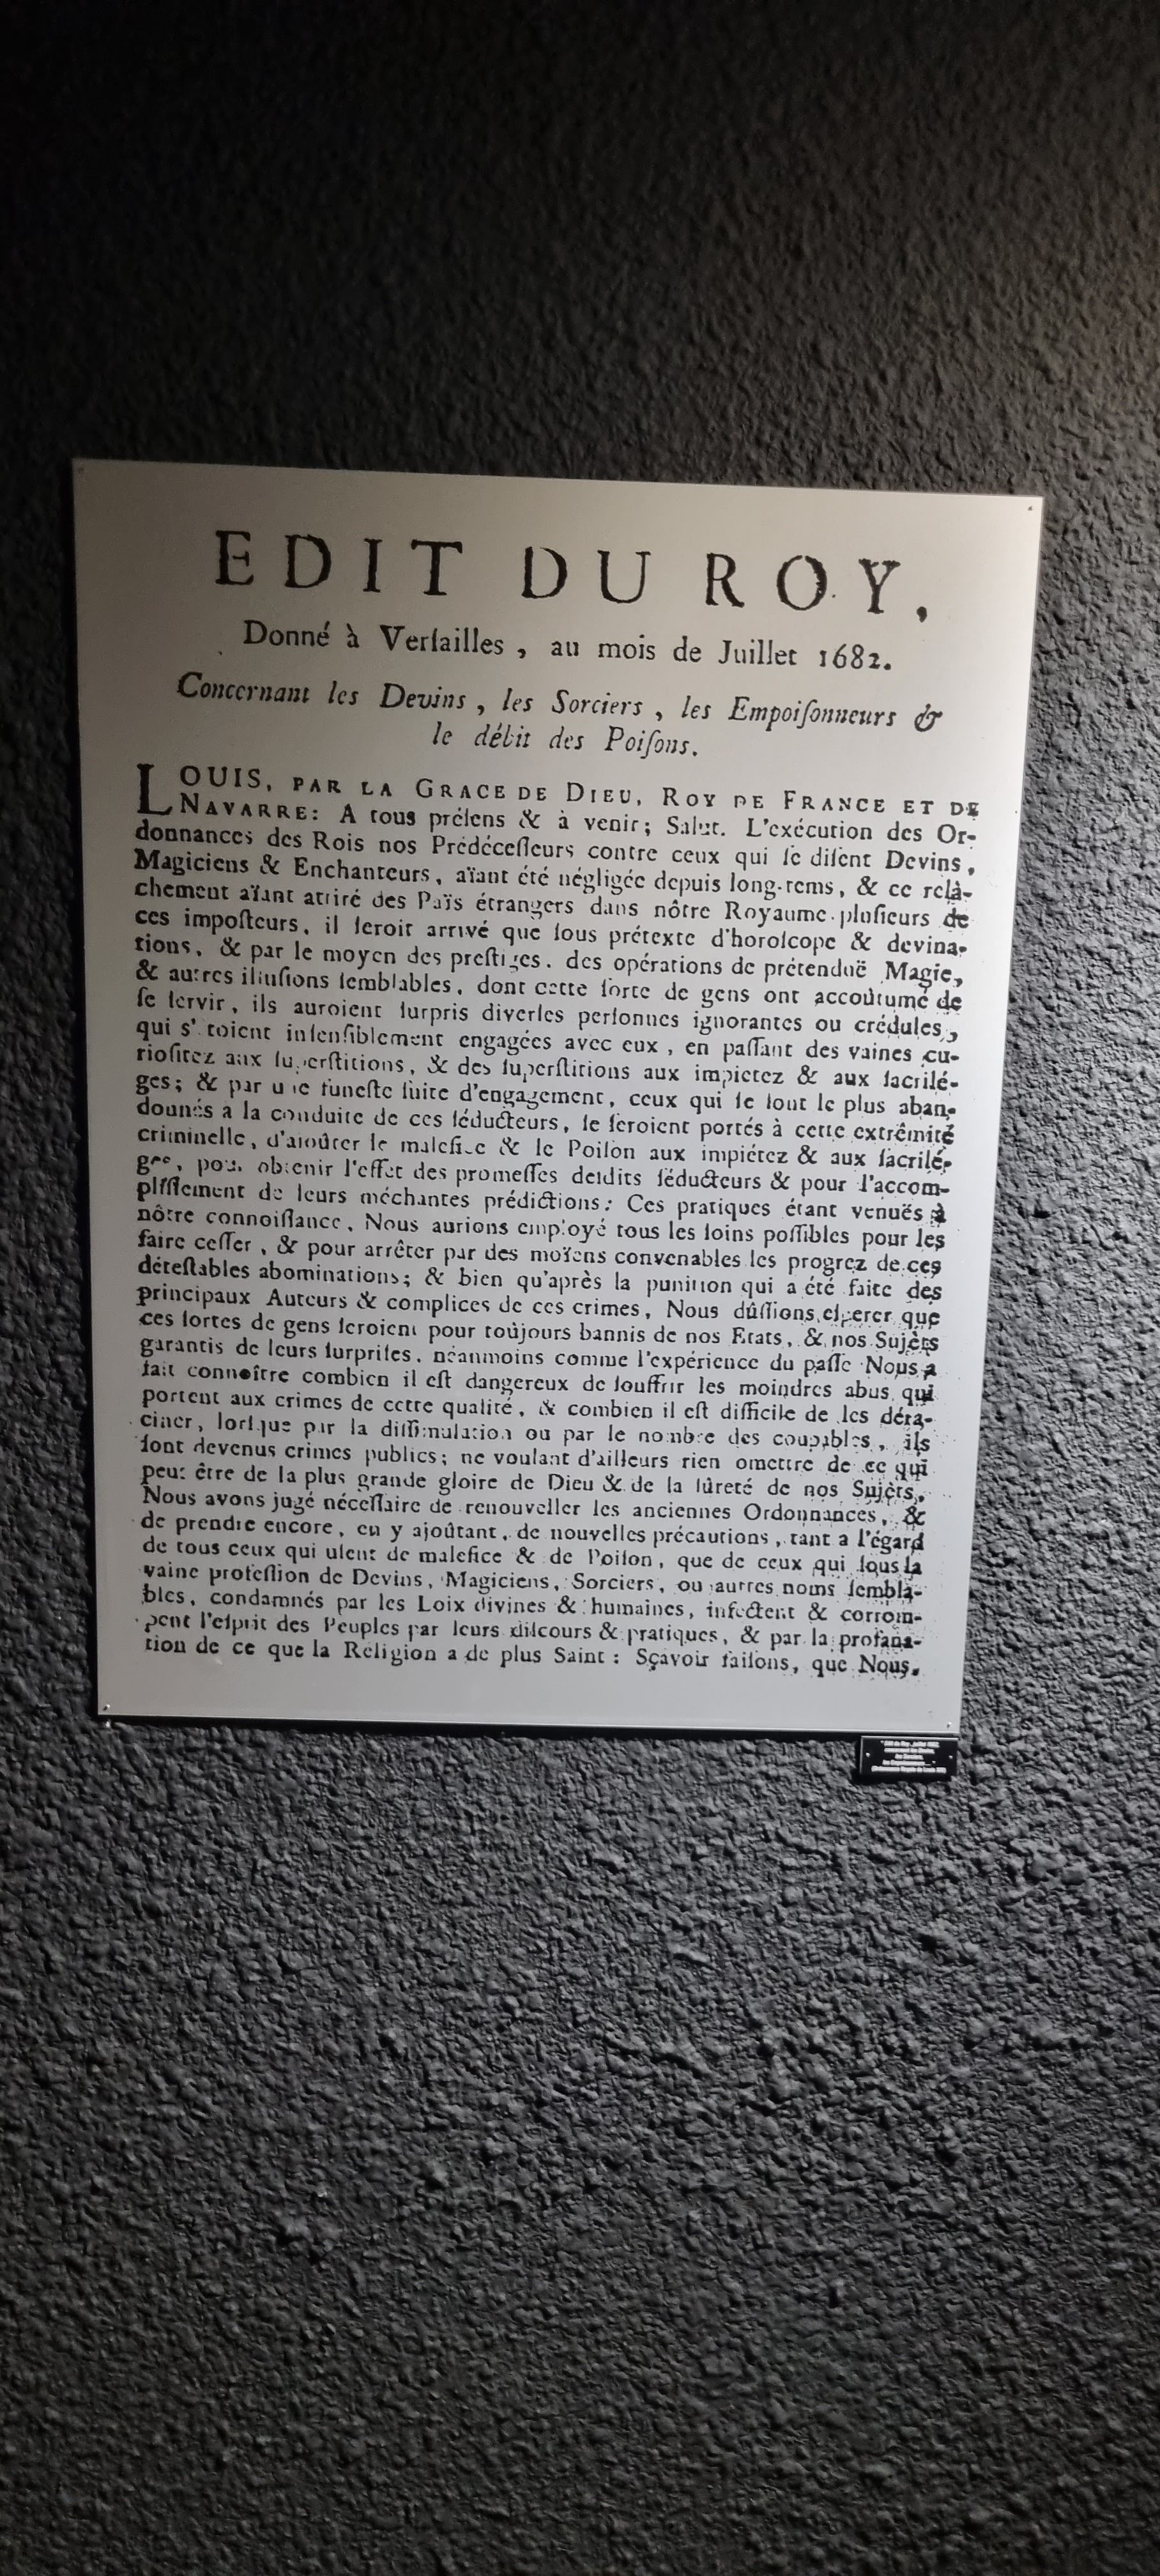 EDIT DU ROY,
Donné à Verſailles , au mois de Juillet 1682.
Concernant les Devins , les Sorciers , les Empoiſonneurs &
le débit des Poiſons.
LOUIS, PAR LA GRACE DE DIEU, ROY DE FRANCE ET DE
NAVARRE: A tous préſens & à venir; Salut. L'exécution des Or-
donnances des Rois nos Prédéceſſeurs contre ceux qui ſe diſent Devins,
Magiciens & Enchanteurs, aïant été négligée depuis long-tems, & ce relâ-
chement aïant attiré des Païs étrangers dans nôtre Royaume pluſieurs de
ces impoſteurs, il ſeroit arrivé que ſous prétexte d'horoſcope & devina-
tions, & par le moyen des preſtiges, des opérations de prétenduë Magie,
& autres illuſions ſemblables, dont cette ſorte de gens ont accoûtumé de
ſe ſervir, ils auroient ſurpris diverſes perſonnes ignorantes ou crédules,
qui s'étoient inſenſiblement engagées avec eux, en paſſant des vaines cu-
rioſitez aux ſuperſtitions, & des ſuperſtitions aux impietez & aux ſacrilé-
ges; & par une funeſte ſuite d'engagement, ceux qui ſe ſont le plus aban-
donnés à la conduite de ces ſéducteurs, ſe ſeroient portés à cette extrêmité
criminelle, d'ajoûter le malefice & le Poiſon aux impiétez & aux ſacrilé-
ges, pour obtenir l'effet des promeſſes deſdits ſéducteurs & pour l'accom-
pliſſement de leurs méchantes prédictions: Ces pratiques étant venuës à
nôtre connoiſſance, Nous aurions employé tous les ſoins poſſibles pour les
faire ceſſer, & pour arrêter par des moïens convenables les progrez de ces
déteſtables abominations; & bien qu'après la punition qui a été faite des
principaux Auteurs & complices de ces crimes, Nous dûſſions eſperer que
ces ſortes de gens ſeroient pour toûjours bannis de nos Etats, & nos Sujèts
garantis de leurs ſurpriſes, néanmoins comme l'expérience du paſſé Nous a
fait connoître combien il eſt dangereux de ſouffrir les moindres abus qui
portent aux crimes de cette qualité, & combien il eſt difficile de les déra-
ciner, lorſque par la diſſimulation ou par le nombre des coupables, ils
ſont devenus crimes publics; ne voulant d'ailleurs rien omettre de ce qui
peut être de la plus grande gloire de Dieu & de la ſûreté de nos Sujèts,
Nous avons jugé néceſſaire de renouveller les anciennes Ordonnances, &
de prendre encore, en y ajoûtant, de nouvelles précautions, tant a l'égard
de tous ceux qui uſent de malefice & de Poiſon, que de ceux qui ſous la
vaine profeſſion de Devins, Magiciens, Sorciers, ou autres noms ſembla-
bles, condamnés par les Loix divines & humaines, infectent & corrom-
pent l'eſprit des Peuples par leurs diſcours & pratiques, & par la profana-
tion de ce que la Religion a de plus Saint: Sçavoir faiſons, que Nous,